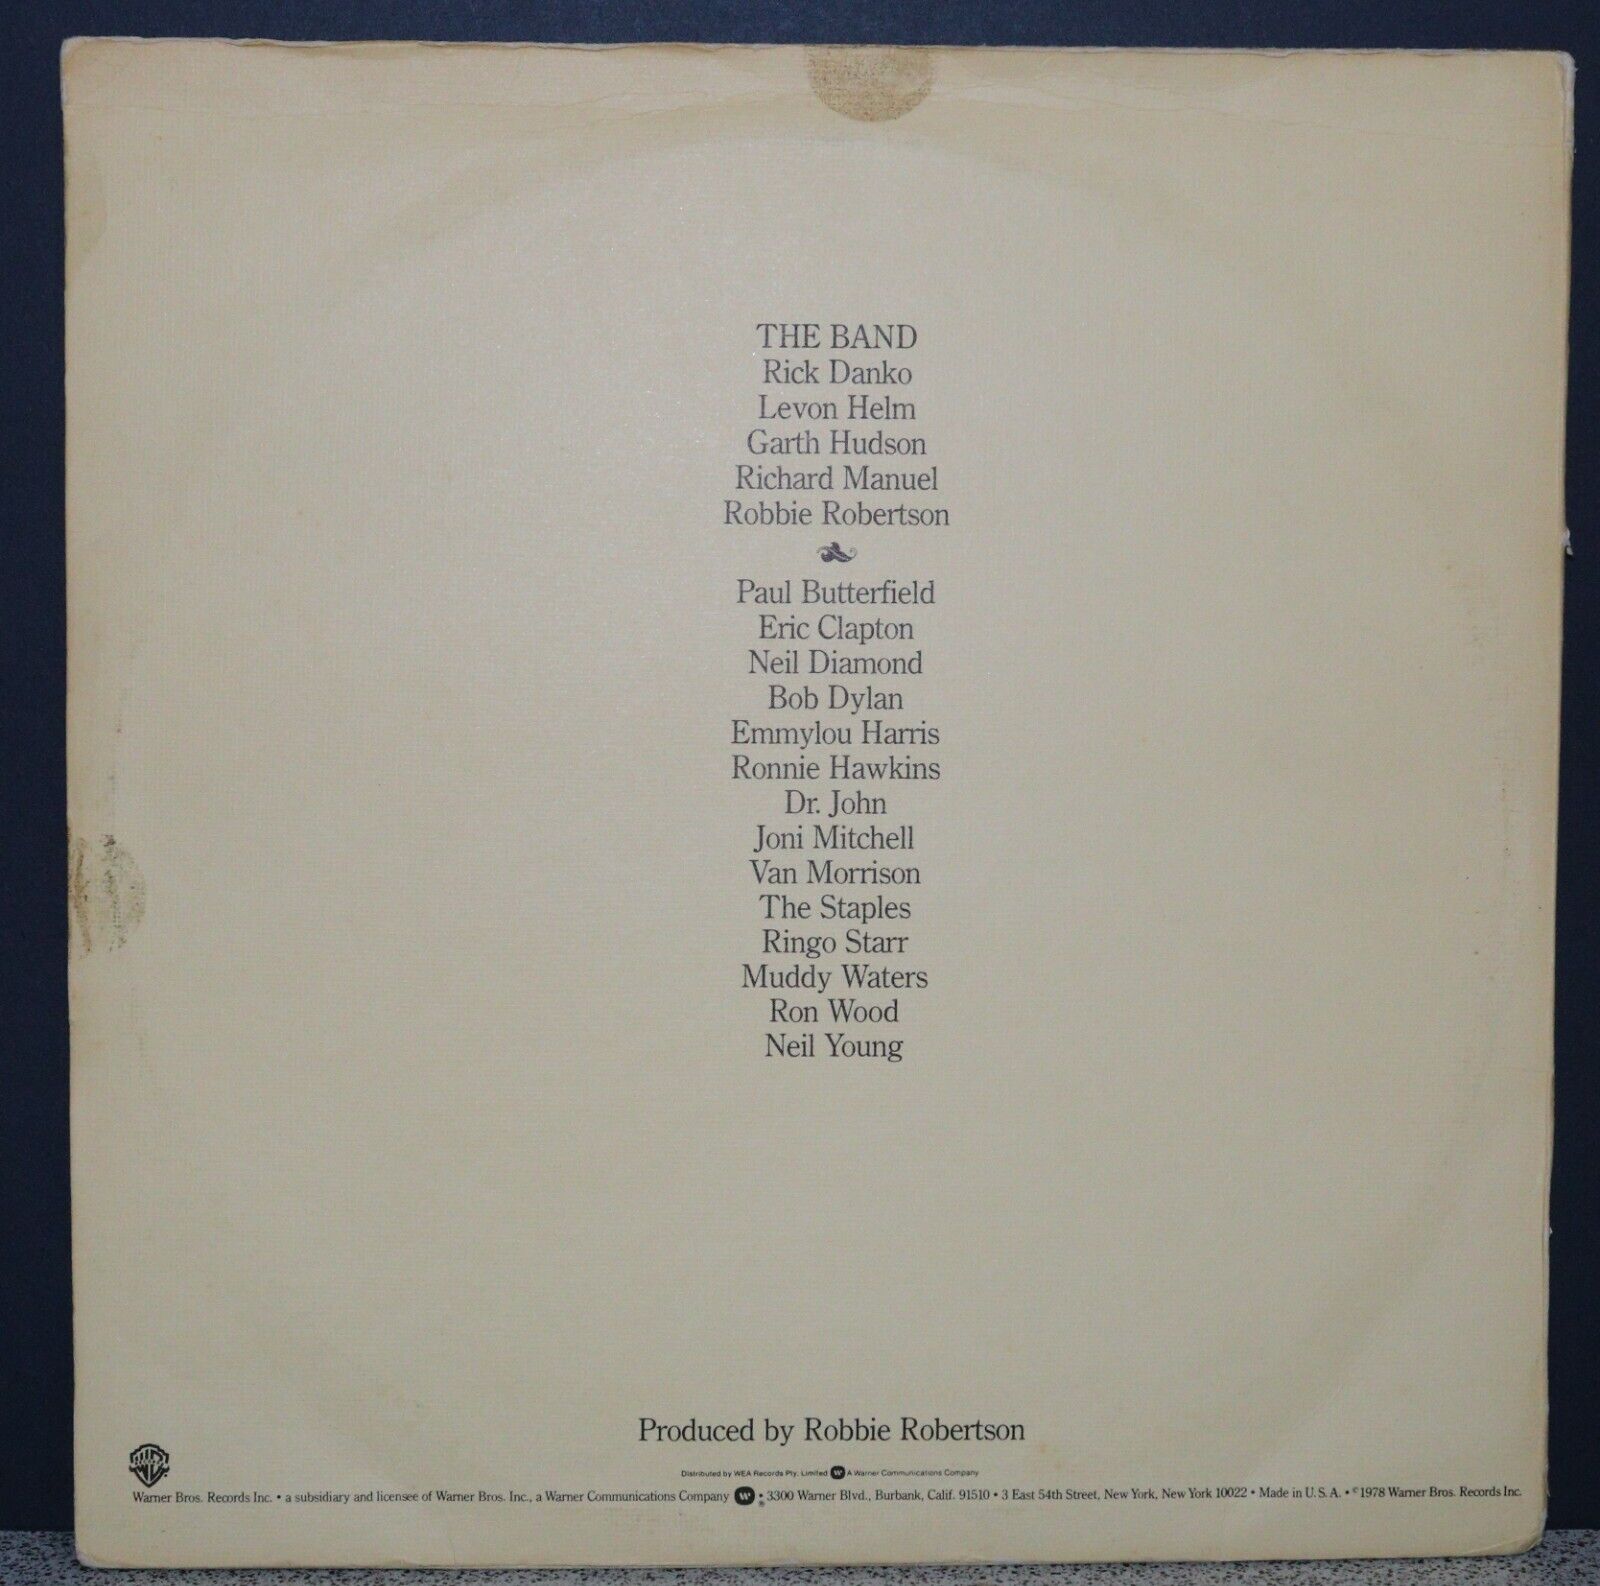 THE BAND
Rick Danko
Levon Helm
Garth Hudson
Richard Manuel
Robbie Robertson
Paul Butterfield
Eric Clapton
Neil Diamond
Bob Dylan
Emmylou Harris
Ronnie Hawkins
Dr. John
Joni Mitchell
Van Morrison
The Staples
Ringo Starr
Muddy Waters
Ron Wood
Neil Young
Produced by Robbie Robertson
Distributed by WEA Records Pty. Limited W A Warner Communications Company
Warner Bros. Records Inc. • a subsidiary and licensee of Warner Bros. Inc., a Warner Communications Company W ® • 3300 Warner Blvd., Burbank, Calif. 91510 • 3 East 54th Street, New York, New York 10022 • Made in U.S.A. • ©1978 Warner Bros. Records Inc.